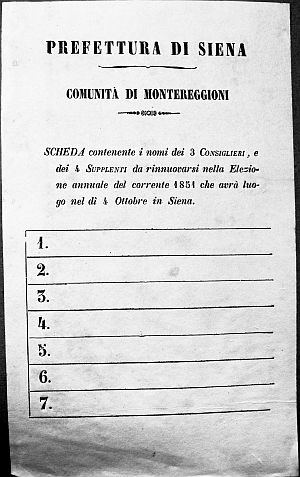 PREFETTURA DI SIENA
COMUNITÀ DI MONTEREGGIONI
SCHEDA contenente i nomi dei 3 CONSIGLIERI, e
dei 4 SUPPLENTI da rinnuovarsi nella Elezio-
ne annuale del corrente 1851 che avrà luo-
go nel dì 4 Ottobre in Siena.
1.
2.
3.
4.
5.
6.
7.